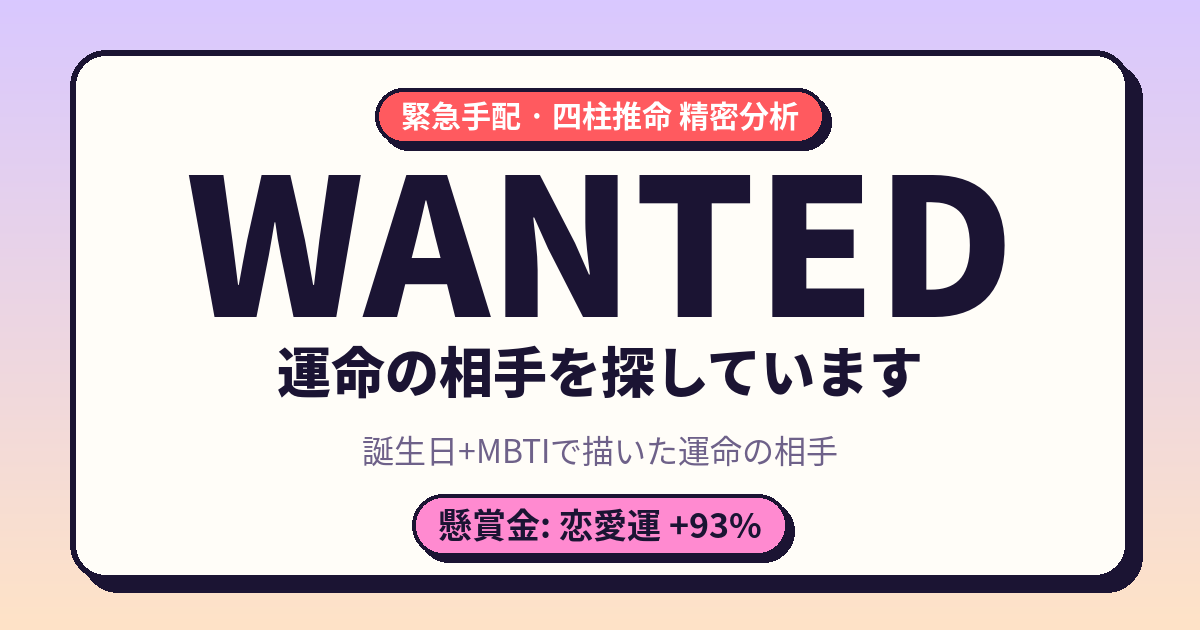 緊急手配・四柱推命 精密分析
WANTED
運命の相手を探しています
誕生日+MBTIで描いた運命の相手
懸賞金: 恋愛運 +93%